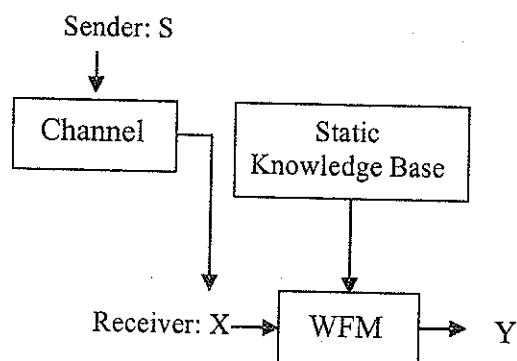 Sender: S
Channel
Static
Knowledge Base
Receiver: X
WFM
Y